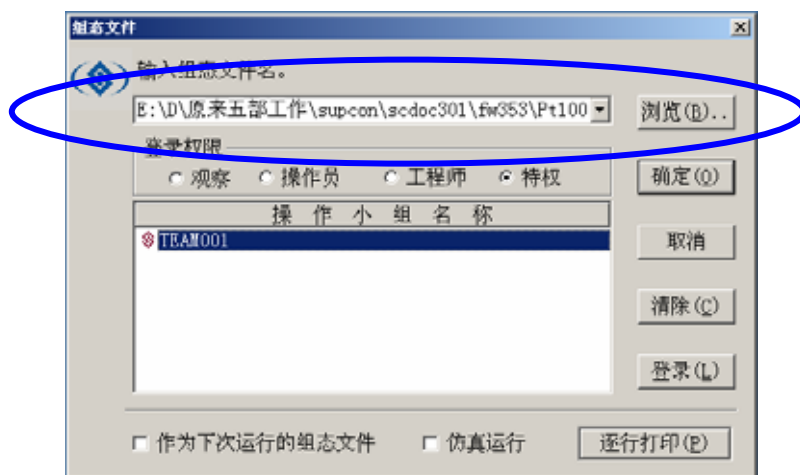 组态文件
输入组态文件名。
E:\D\原来五部工作\supcon\scdoc301\fw353\Pt100
浏览(B)..
登录权限
观察 操作员 工程师 特权
确定(O)
操作小组名称
TEAM001
取消
清除(C)
登录(L)
作为下次运行的组态文件 仿真运行 逐行打印(P)